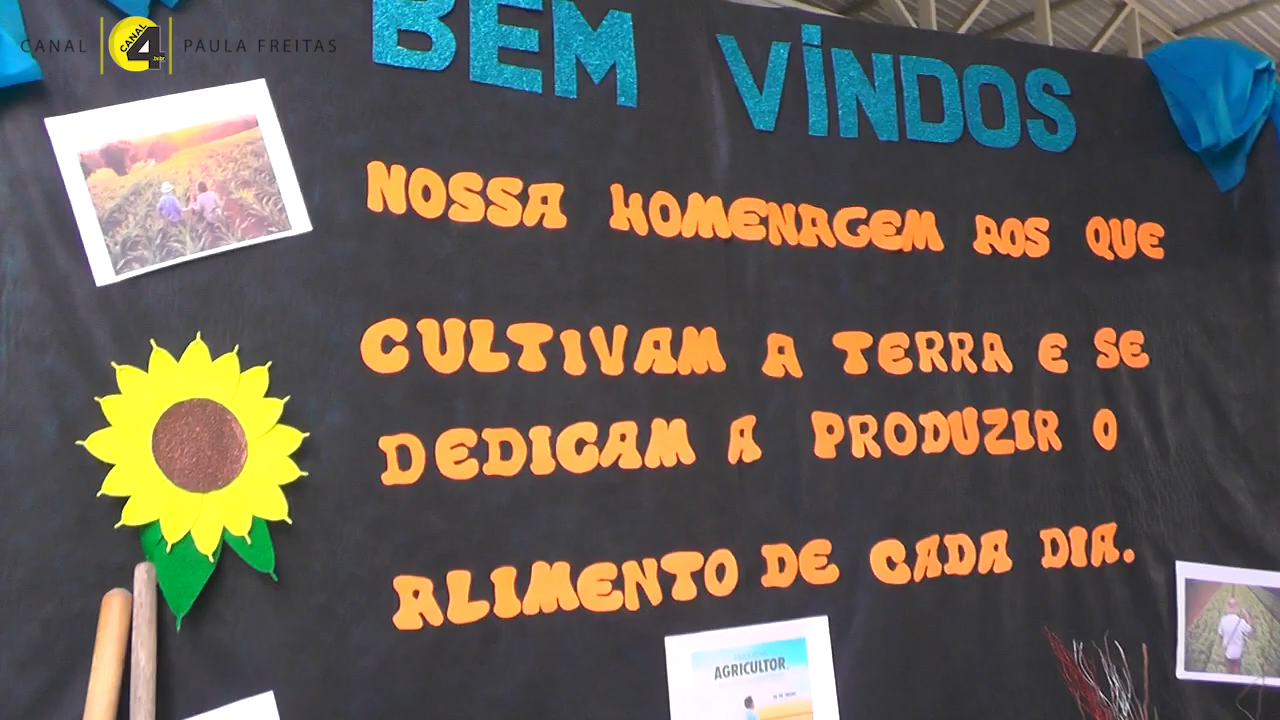 CANAL CANAL 4 PAULA FREITAS
BEM VINDOS
NOSSA HOMENAGEM AOS QUE
CULTIVAM A TERRA E SE
DEDICAM A PRODUZIR O
ALIMENTO DE CADA DIA.
AGRICULTOR